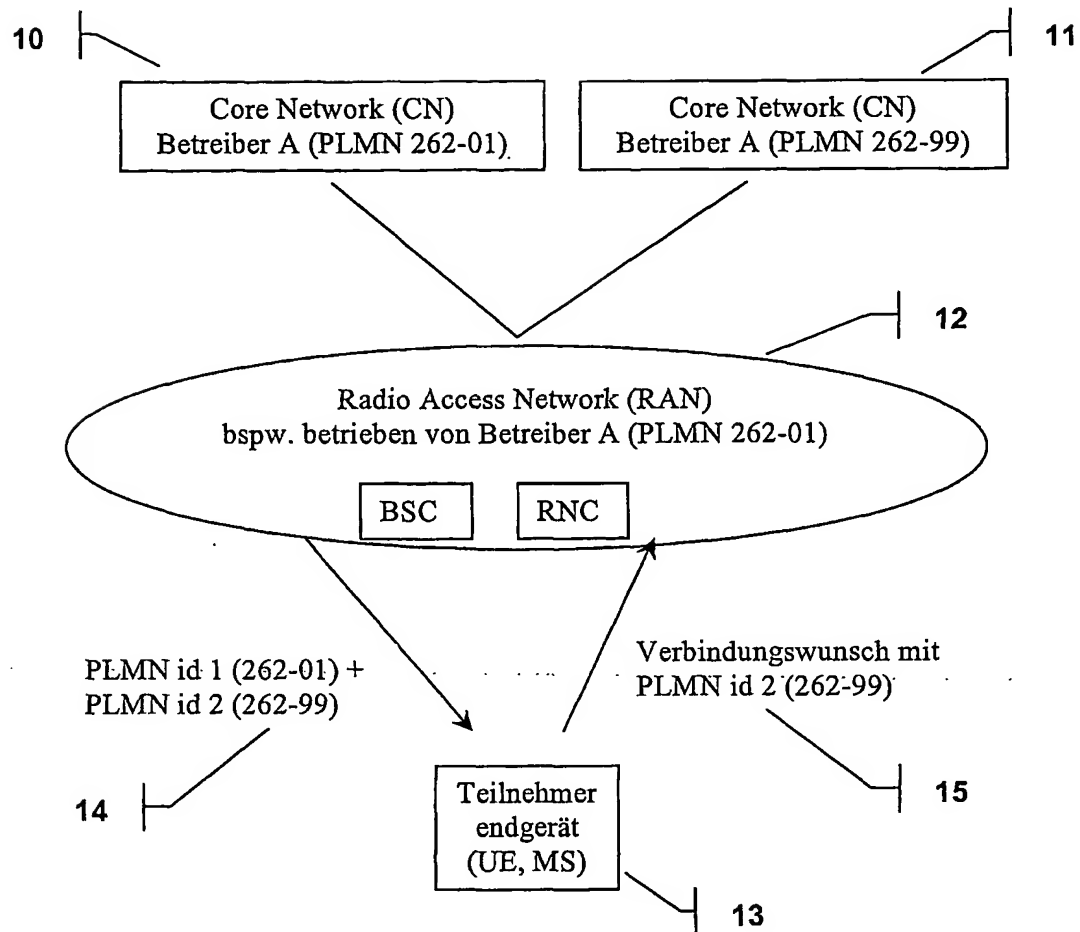 10
11
Core Network (CN)
Betreiber A (PLMN 262-01)
Core Network (CN)
Betreiber A (PLMN 262-99)
12
Radio Access Network (RAN)
bspw. betrieben von Betreiber A (PLMN 262-01)
BSC
RNC
PLMN id 1 (262-01) +
PLMN id 2 (262-99)
Verbindungswunsch mit
PLMN id 2 (262-99)
14
15
Teilnehmer
endgerät
(UE, MS)
13